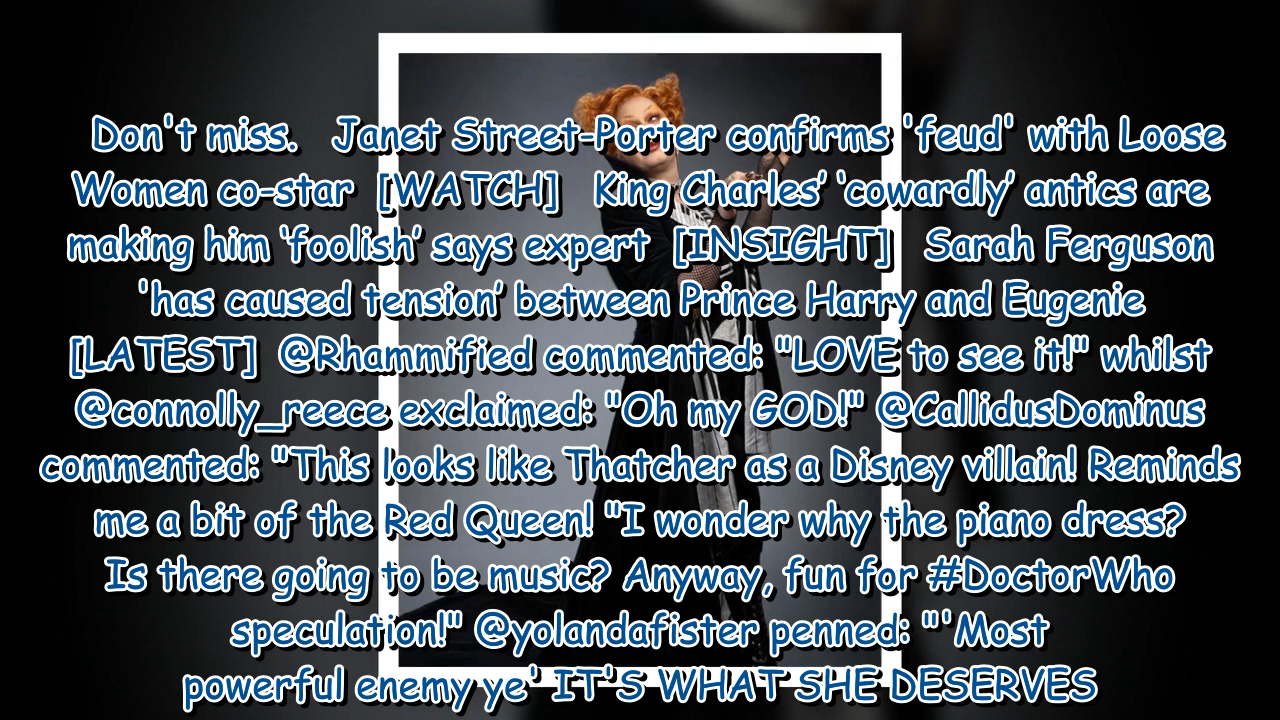 Don't miss. Janet Street-Porter confirms 'feud' with Loose
Women co-star [WATCH] King Charles’ ‘cowardly’ antics are
making him ‘foolish’ says expert [INSIGHT] Sarah Ferguson
'has caused tension’ between Prince Harry and Eugenie
[LATEST] @Rhammified commented: "LOVE to see it!" whilst
@connolly_reece exclaimed: "Oh my GOD!" @CallidusDominus
commented: "This looks like Thatcher as a Disney villain! Reminds
me a bit of the Red Queen! "I wonder why the piano dress?
Is there going to be music? Anyway, fun for #DoctorWho
speculation!" @yolandafister penned: "'Most
powerful enemy ye' IT'S WHAT SHE DESERVES